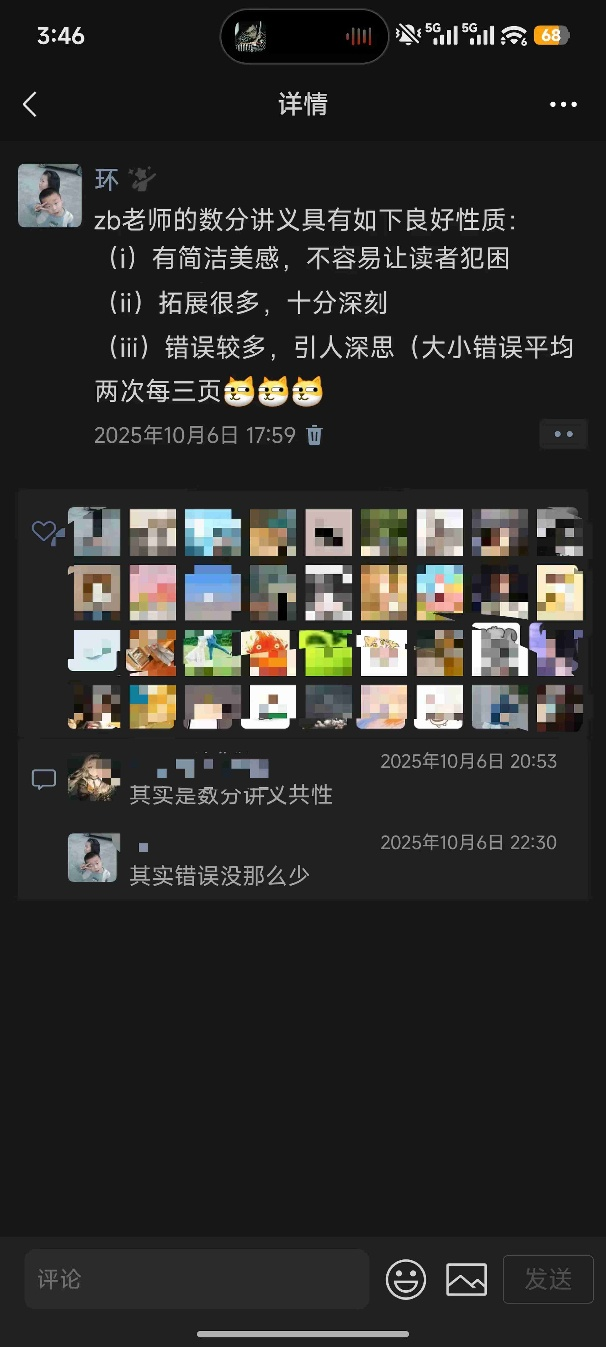 3:46
5G
5G
68
详情
环
zb老师的数分讲义具有如下良好性质：
（i）有简洁美感，不容易让读者犯困
（ii）拓展很多，十分深刻
（iii）错误较多，引人深思（大小错误平均
两次每三页
2025年10月6日 17:59
2025年10月6日 20:53
其实是数分讲义共性
2025年10月6日 22:30
其实错误没那么少
评论
发送